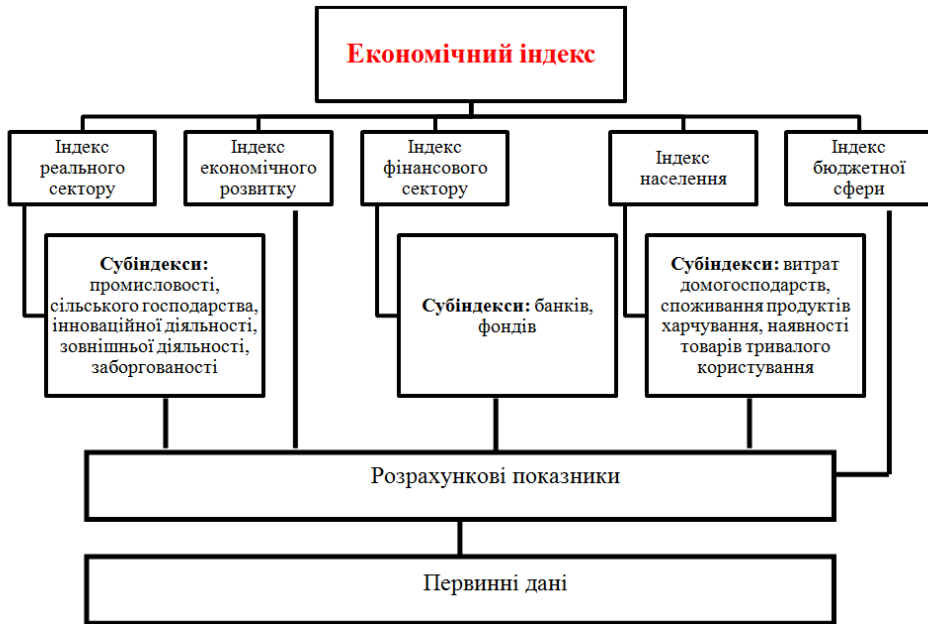 Економічний індекс
Індекс
реального
сектору
Індекс
економічного
розвитку
Індекс
фінансового
сектору
Індекс
населення
Індекс
бюджетної
сфери
Субіндекси:
промисловості,
сільського господарства,
інноваційної діяльності,
зовнішньої діяльності,
заборгованості
Субіндекси: банків,
фондів
Субіндекси: витрат
домогосподарств,
споживання продуктів
харчування, наявності
товарів тривалого
користування
Розрахункові показники
Первинні дані